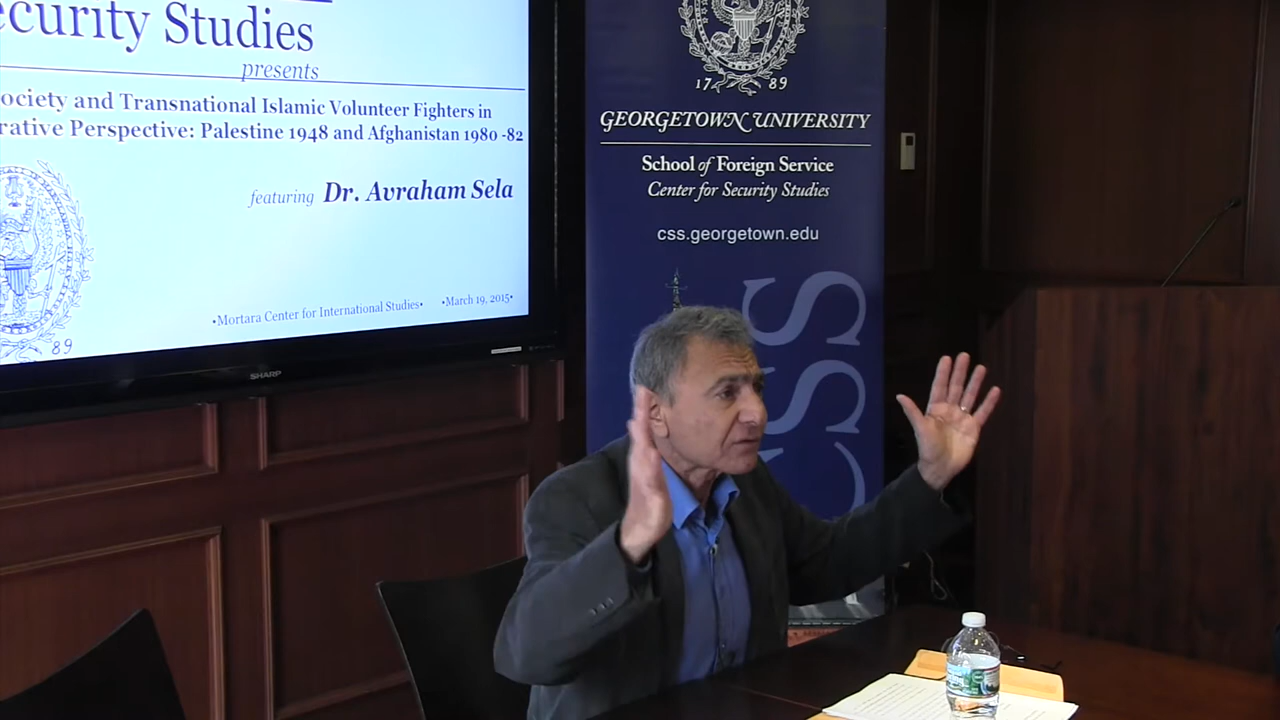 curity Studies
presents
ociety and Transnational Islamic Volunteer Fighters in
rative Perspective: Palestine 1948 and Afghanistan 1980 -82
featuring Dr. Avraham Sela
•Mortara Center for International Studies• •March 19, 2015•
89
SHARP
17 89
GEORGETOWN UNIVERSITY
School of Foreign Service
Center for Security Studies
css.georgetown.edu
CSS